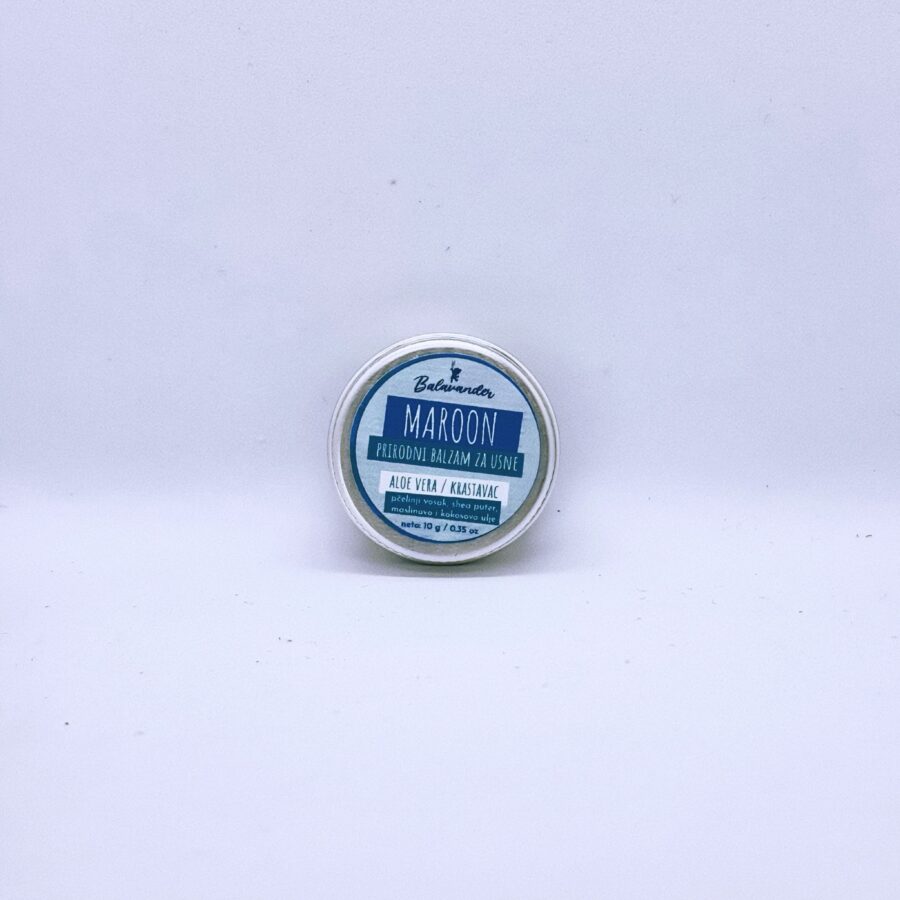 Balavander
MAROON
PRIRODNI BALZAM ZA USNE
ALOE VERA / KRASTAVAC
pčelinji vosak, shea puter,
maslinovo i kokosovo ulje
neto: 10 g / 0.35 oz